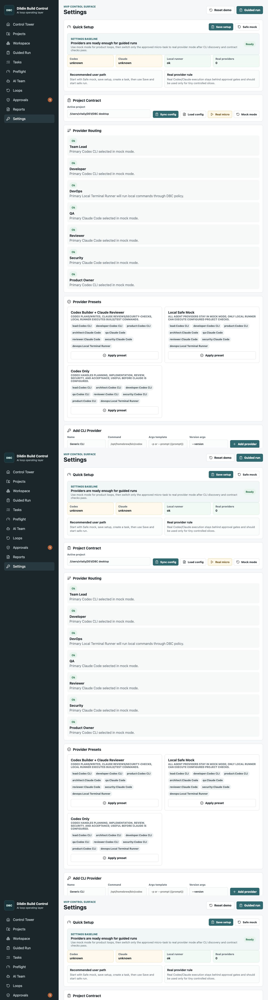 DBC
Dildin Build Control
AI loop operating layer
Control Tower
Projects
Workspace
Guided Run
Tasks
Preflight
AI Team
Loops
Approvals 1
Reports
Settings
MVP CONTROL SURFACE
Settings
Reset demo
Guided run
Quick Setup
Save setup
Safe mock
SETTINGS BASELINE
Providers are ready enough for guided runs
Use mock mode for product loops, then switch only the approved micro-task to real provider mode after CLI discovery and contract
checks pass.
Ready
Codex
unknown
Claude
unknown
Local runner
ok
Real providers
0
Recommended user path
Start with Safe mock, save setup, create a task, then use Save and
start safe run.
Real provider rule
Real Codex/Claude execution stays behind approval gates and should
be used only for tiny controlled slices.
Project Contract
Active project
/Users/vitaliy/DEV/DBC desktop
Sync config
Load config
Real micro
Mock mode
Provider Routing
Ok
Team Lead
Primary Codex CLI selected in mock mode.
Ok
Developer
Primary Codex CLI selected in mock mode.
Ok
DevOps
Primary Local Terminal Runner will run local commands through DBC policy.
Ok
QA
Primary Claude Code selected in mock mode.
Ok
Reviewer
Primary Claude Code selected in mock mode.
Ok
Security
Primary Claude Code selected in mock mode.
Ok
Product Owner
Primary Codex CLI selected in mock mode.
Provider Presets
Codex Builder + Claude Reviewer
CODEX PLANS/WRITES, CLAUDE REVIEWS/SECURITY-CHECKS,
LOCAL RUNNER EXECUTES BUILD/TEST COMMANDS.
lead:Codex CLI developer:Codex CLI product:Codex CLI
architect:Claude Code qa:Claude Code
reviewer:Claude Code security:Claude Code
devops:Local Terminal Runner
Apply preset
Local Safe Mock
ALL AGENT PROVIDERS STAY IN MOCK MODE; ONLY LOCAL RUNNER
CAN EXECUTE CONFIGURED PROJECT CHECKS.
lead:Codex CLI developer:Codex CLI product:Codex CLI
architect:Claude Code qa:Claude Code
reviewer:Claude Code security:Claude Code
devops:Local Terminal Runner
Apply preset
Codex Only
CODEX HANDLES PLANNING, IMPLEMENTATION, REVIEW,
SECURITY, AND ACCEPTANCE; USEFUL BEFORE CLAUDE IS
CONFIGURED.
lead:Codex CLI architect:Codex CLI developer:Codex CLI
qa:Codex CLI reviewer:Codex CLI security:Codex CLI
product:Codex CLI devops:Local Terminal Runner
Apply preset
Add CLI Provider
Name
Generic CLI
Command
/opt/homebrew/bin/codex
Args template
-p or --prompt {{prompt}}
Version args
--version
Add provider
DBC
Dildin Build Control
AI loop operating layer
Control Tower
Projects
Workspace
Guided Run
Tasks
Preflight
AI Team
Loops
Approvals 1
Reports
Settings
MVP CONTROL SURFACE
Settings
Reset demo
Guided run
Quick Setup
Save setup
Safe mock
SETTINGS BASELINE
Providers are ready enough for guided runs
Use mock mode for product loops, then switch only the approved micro-task to real provider mode after CLI discovery and contract
checks pass.
Ready
Codex
unknown
Claude
unknown
Local runner
ok
Real providers
0
Recommended user path
Start with Safe mock, save setup, create a task, then use Save and
start safe run.
Real provider rule
Real Codex/Claude execution stays behind approval gates and should
be used only for tiny controlled slices.
Project Contract
Active project
/Users/vitaliy/DEV/DBC desktop
Sync config
Load config
Real micro
Mock mode
Provider Routing
Ok
Team Lead
Primary Codex CLI selected in mock mode.
Ok
Developer
Primary Codex CLI selected in mock mode.
Ok
DevOps
Primary Local Terminal Runner will run local commands through DBC policy.
Ok
QA
Primary Claude Code selected in mock mode.
Ok
Reviewer
Primary Claude Code selected in mock mode.
Ok
Security
Primary Claude Code selected in mock mode.
Ok
Product Owner
Primary Codex CLI selected in mock mode.
Provider Presets
Codex Builder + Claude Reviewer
CODEX PLANS/WRITES, CLAUDE REVIEWS/SECURITY-CHECKS,
LOCAL RUNNER EXECUTES BUILD/TEST COMMANDS.
lead:Codex CLI developer:Codex CLI product:Codex CLI
architect:Claude Code qa:Claude Code
reviewer:Claude Code security:Claude Code
devops:Local Terminal Runner
Apply preset
Local Safe Mock
ALL AGENT PROVIDERS STAY IN MOCK MODE; ONLY LOCAL RUNNER
CAN EXECUTE CONFIGURED PROJECT CHECKS.
lead:Codex CLI developer:Codex CLI product:Codex CLI
architect:Claude Code qa:Claude Code
reviewer:Claude Code security:Claude Code
devops:Local Terminal Runner
Apply preset
Codex Only
CODEX HANDLES PLANNING, IMPLEMENTATION, REVIEW,
SECURITY, AND ACCEPTANCE; USEFUL BEFORE CLAUDE IS
CONFIGURED.
lead:Codex CLI architect:Codex CLI developer:Codex CLI
qa:Codex CLI reviewer:Codex CLI security:Codex CLI
product:Codex CLI devops:Local Terminal Runner
Apply preset
Add CLI Provider
Name
Generic CLI
Command
/opt/homebrew/bin/codex
Args template
-p or --prompt {{prompt}}
Version args
--version
Add provider
DBC
Dildin Build Control
AI loop operating layer
Control Tower
Projects
Workspace
Guided Run
Tasks
Preflight
AI Team
Loops
Approvals 1
MVP CONTROL SURFACE
Settings
Reset demo
Guided run
Quick Setup
Save setup
Safe mock
SETTINGS BASELINE
Providers are ready enough for guided runs
Use mock mode for product loops, then switch only the approved micro-task to real provider mode after CLI discovery and contract
checks pass.
Ready
Codex
unknown
Claude
unknown
Local runner
ok
Real providers
0
Recommended user path
Start with Safe mock, save setup, create a task, then use Save and
start safe run.
Real provider rule
Real Codex/Claude execution stays behind approval gates and should
be used only for tiny controlled slices.
Project Contract